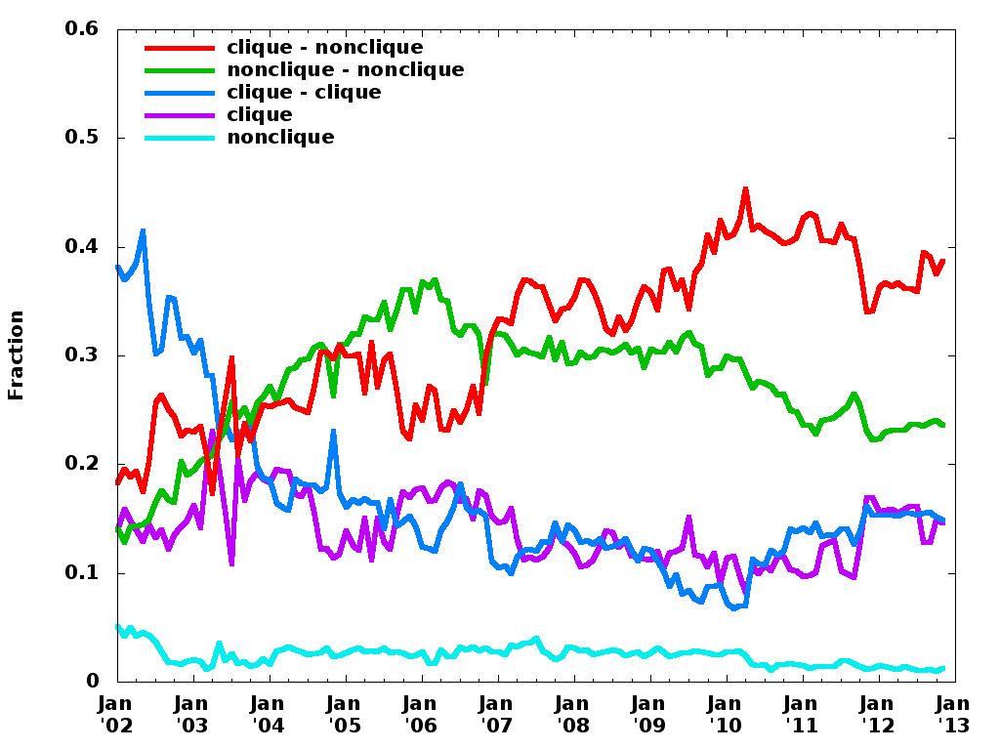 0.6
clique - nonclique
nonclique - nonclique
clique - clique
clique
nonclique
0.5
0.4
0.3
0.2
0.1
0
Fraction
Jan Jan Jan Jan Jan Jan Jan Jan Jan Jan Jan Jan
'02 '03 '04 '05 '06 '07 '08 '09 '10 '11 '12 '13